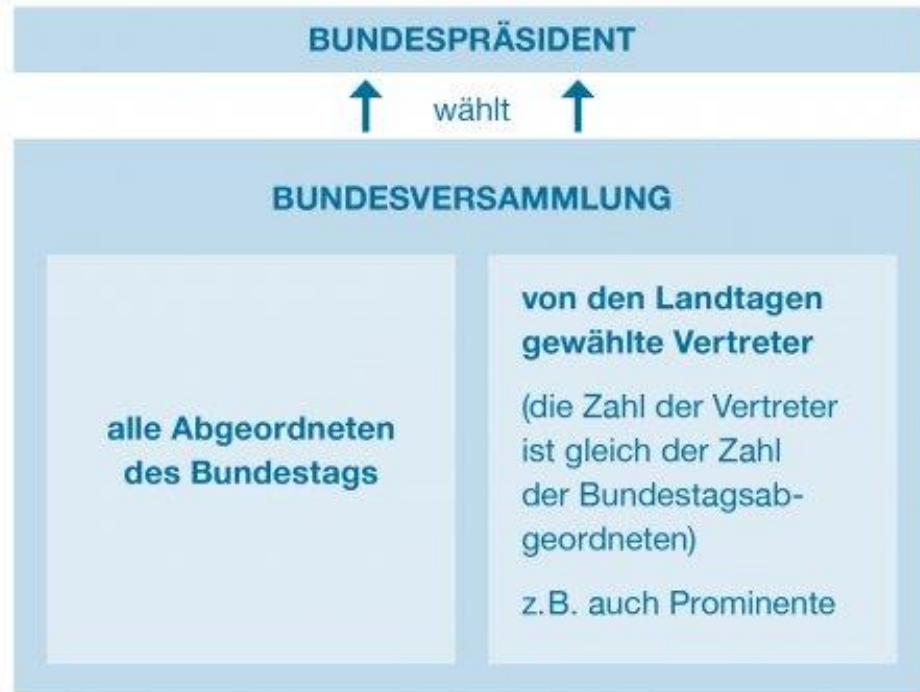 BUNDESPRÄSIDENT
wählt
BUNDESVERSAMMLUNG
alle Abgeordneten
des Bundestags
von den Landtagen
gewählte Vertreter
(die Zahl der Vertreter
ist gleich der Zahl
der Bundestagsab-
geordneten)
z.B. auch Prominente